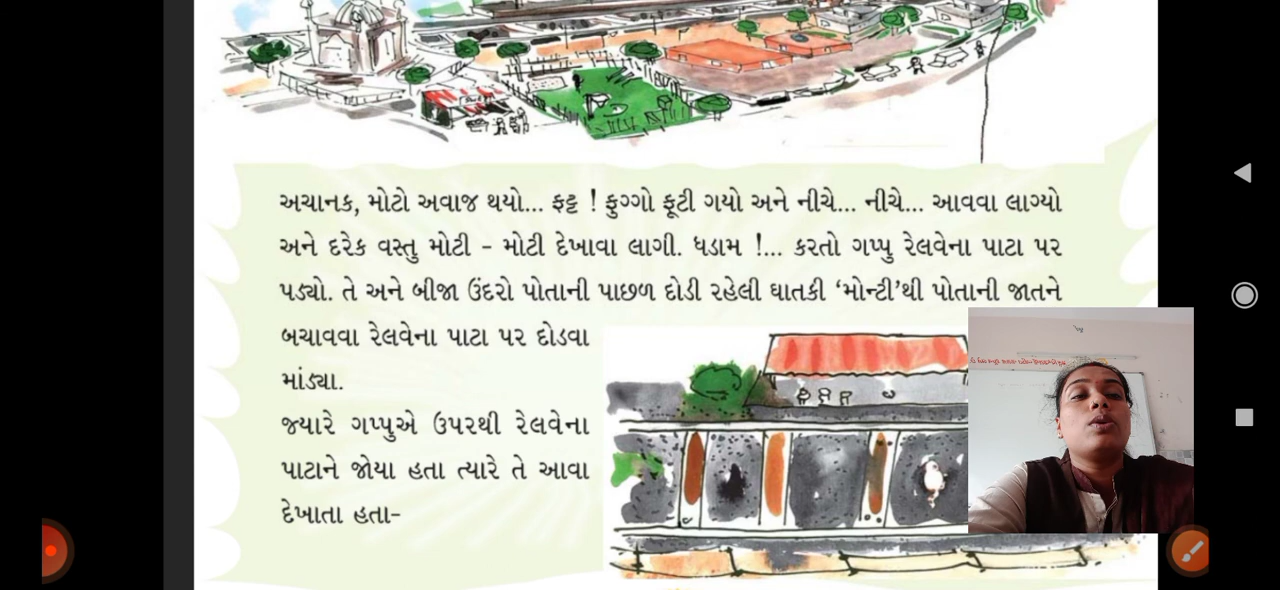 અચાનક, મોટો અવાજ થયો... ફટ્ટ ! ફુગ્ગો ફૂટી ગયો અને નીચે... નીચે... આવવા લાગ્યો
અને દરેક વસ્તુ મોટી - મોટી દેખાવા લાગી. ધડામ !... કરતો ગપ્પુ રેલવેના પાટા પર
પડ્યો. તે અને બીજા ઉંદરો પોતાની પાછળ દોડી રહેલી ઘાતકી ‘મોન્ટી’થી પોતાની જાતને
બચાવવા રેલવેના પાટા પર દોડવા
માંડ્યા.
જ્યારે ગપ્પુએ ઉપરથી રેલવેના
પાટાને જોયા હતા ત્યારે તે આવા
દેખાતા હતા-